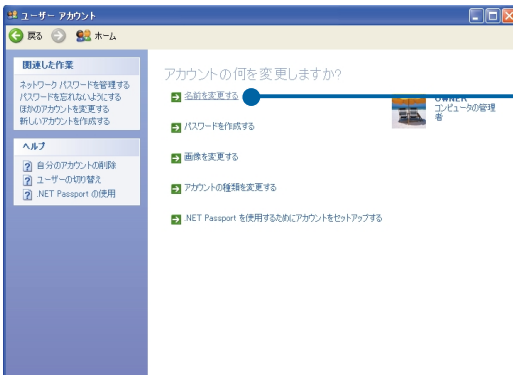 ユーザー アカウント
戻る ホーム
関連した作業
ネットワーク パスワードを管理する
パスワードを忘れないようにする
ほかのアカウントを変更する
新しいアカウントを作成する
ヘルプ
自分のアカウントの削除
ユーザーの切り替え
.NET Passport の使用
アカウントの何を変更しますか?
名前を変更する
パスワードを作成する
画像を変更する
アカウントの種類を変更する
.NET Passport を使用するためにアカウントをセットアップする
OWNER
コンピュータの管理
者